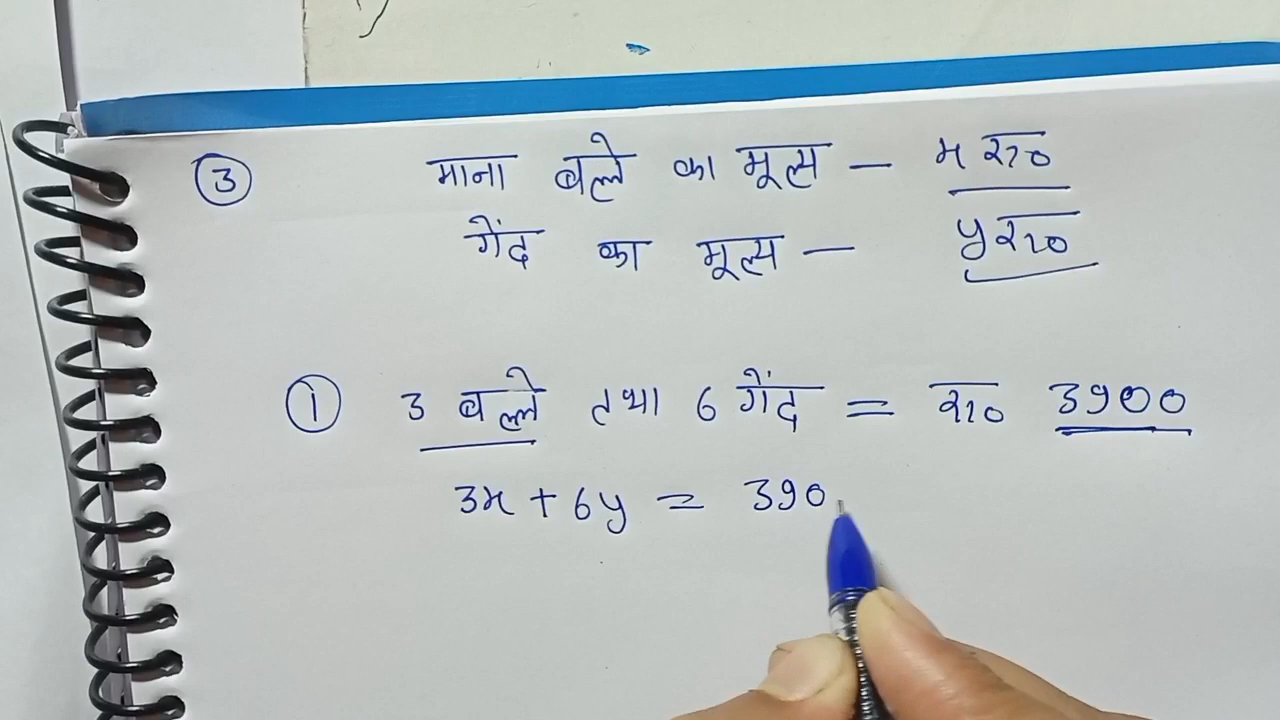 ③ माना बल्ले का मूल्य — x रु०
गेंद का मूल्य — y रु०
① 3 बल्ले तथा 6 गेंद = रु० 3900
3x + 6y = 390